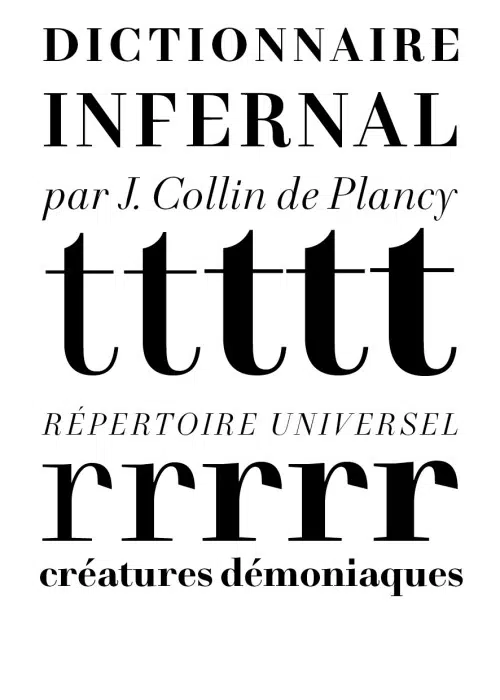 DICTIONNAIRE
INFERNAL
par J. Collin de Plancy
ttttt
RÉPERTOIRE UNIVERSEL
rrrrr
créatures démoniaques